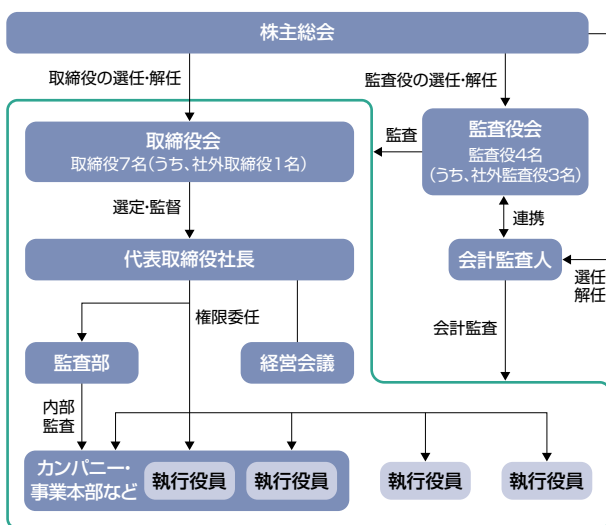 株主総会
取締役の選任・解任
監査役の選任・解任
取締役会
取締役7名(うち、社外取締役1名)
監査
監査役会
監査役4名
(うち、社外監査役3名)
選定・監督
連携
代表取締役社長
会計監査人
選任
解任
権限委任
会計監査
監査部
経営会議
内部
監査
カンパニー・
事業本部など
執行役員
執行役員
執行役員
執行役員